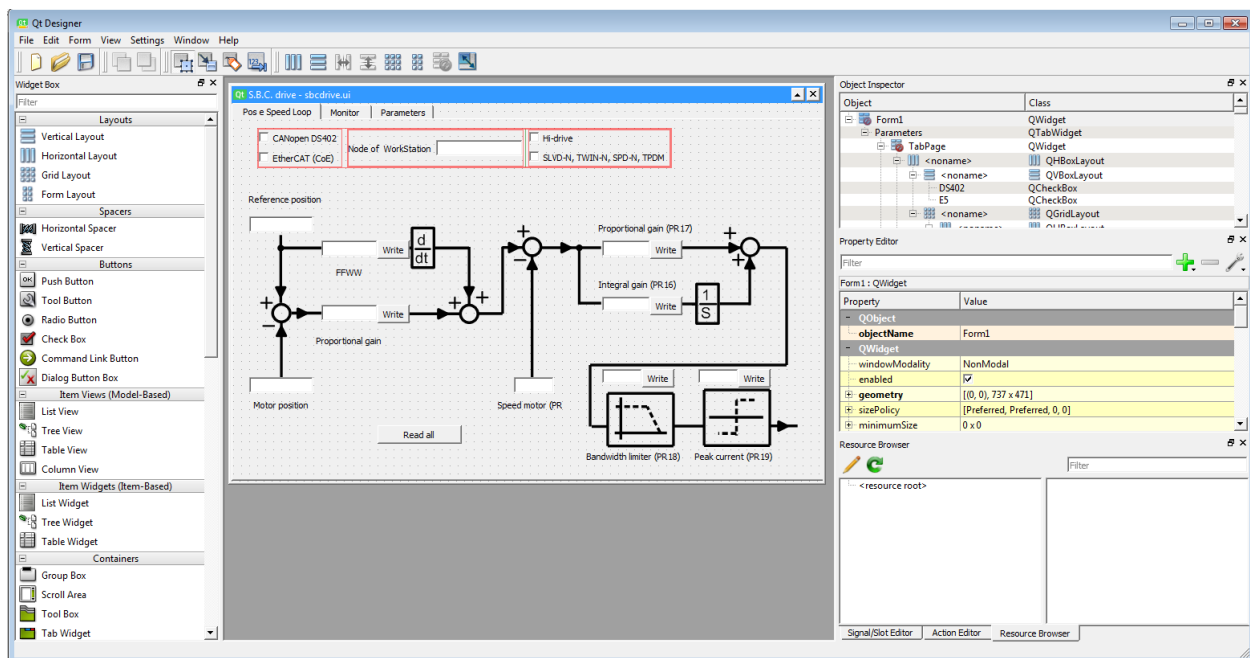 Qt Designer
File Edit Form View Settings Window Help
Widget Box
Filter
Layouts
Vertical Layout
Horizontal Layout
Grid Layout
Form Layout
Spacers
Horizontal Spacer
Vertical Spacer
Buttons
Push Button
Tool Button
Radio Button
Check Box
Command Link Button
Dialog Button Box
Item Views (Model-Based)
List View
Tree View
Table View
Column View
Item Widgets (Item-Based)
List Widget
Tree Widget
Table Widget
Containers
Group Box
Scroll Area
Tool Box
Tab Widget
S.B.C. drive - sbcdrive.ui
Pos e Speed Loop Monitor Parameters
CANopen DS402
EtherCAT (CoE)
Node of WorkStation
Hi-drive
SLVD-N, TWIN-N, SPD-N, TPDM
Reference position
Write
d
dt
FFWW
Write
Proportional gain
Motor position
Read all
Proportional gain (PR17)
Write
Integral gain (PR16)
Write
1
S
Speed motor (PR
Write
Write
Bandwidth limiter (PR18)
Peak current (PR19)
Object Inspector
Object Class
Form1 QWidget
Parameters QTabWidget
TabPage QWidget
<noname> QHBoxLayout
<noname> QVBoxLayout
DS402 QCheckBox
E5 QCheckBox
<noname> QGridLayout
Property Editor
Filter
Form1 : QWidget
Property Value
QObject
objectName Form1
QWidget
windowModality NonModal
enabled
geometry [(0, 0), 737 x 471]
sizePolicy [Preferred, Preferred, 0, 0]
minimumSize 0 x 0
Resource Browser
Filter
<resource root>
Signal/Slot Editor Action Editor Resource Browser